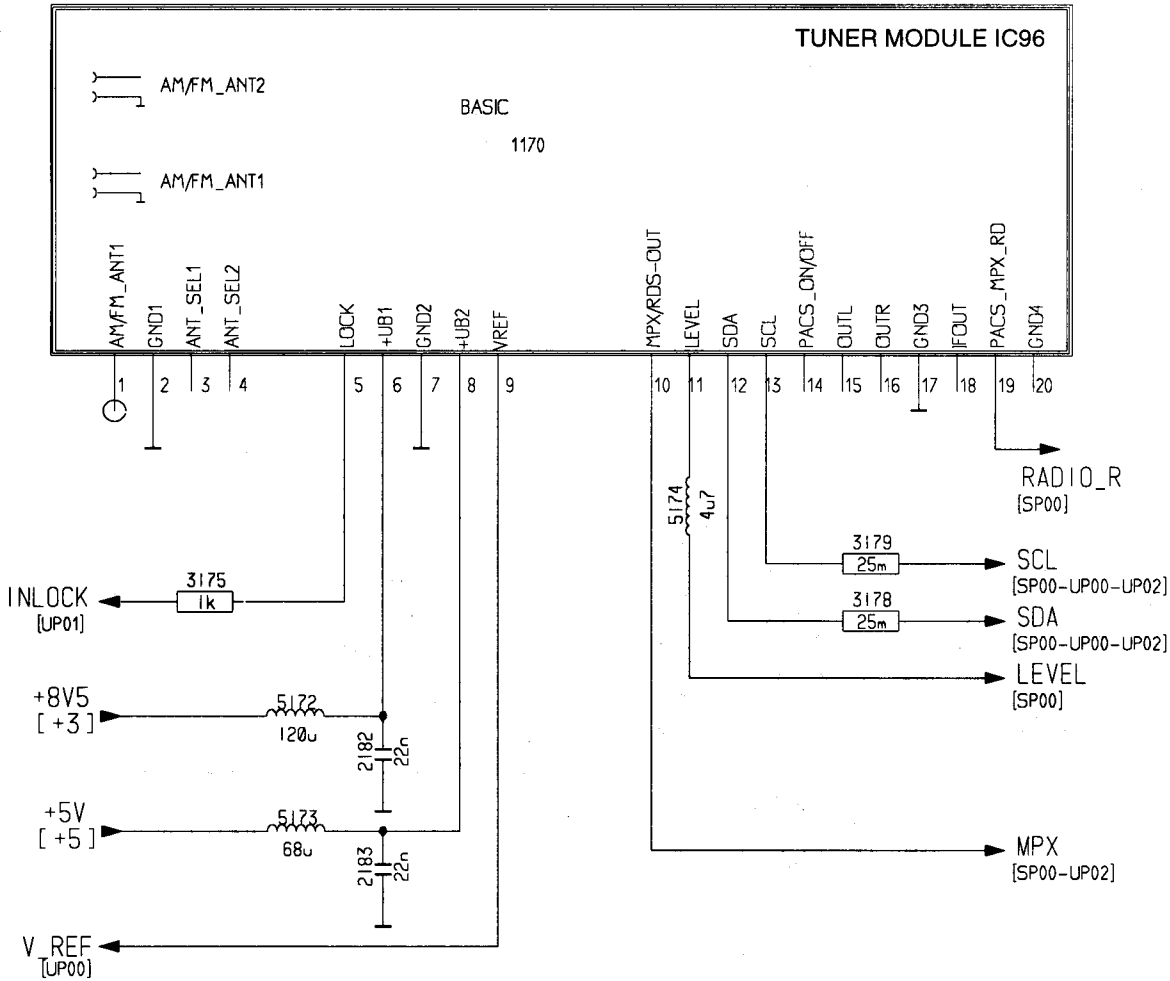 TUNER MODULE IC96
AM/FM_ANT2
BASIC
1170
AM/FM_ANT1
AM/FM_ANT1
GND1
ANT_SEL1
ANT_SEL2
LOCK
+UB1
GND2
+UB2
VREF
MPX/RDS-OUT
LEVEL
SDA
SCL
PACS_ON/OFF
OUTL
OUTR
GND3
IFOUT
PACS_MPX_RD
GND4
1 2 3 4 5 6 7 8 9 10 11 12 13 14 15 16 17 18 19 20
RADIO_R
[SP00]
5174
4u7
3179
25m
SCL
[SP00-UP00-UP02]
3178
25m
SDA
[SP00-UP00-UP02]
LEVEL
[SP00]
3175
1k
INLOCK
[UP01]
+8V5
[ +3 ]
5172
120u
2182
22n
+5V
[ +5 ]
5173
68u
2183
22n
MPX
[SP00-UP02]
V_REF
[UP00]